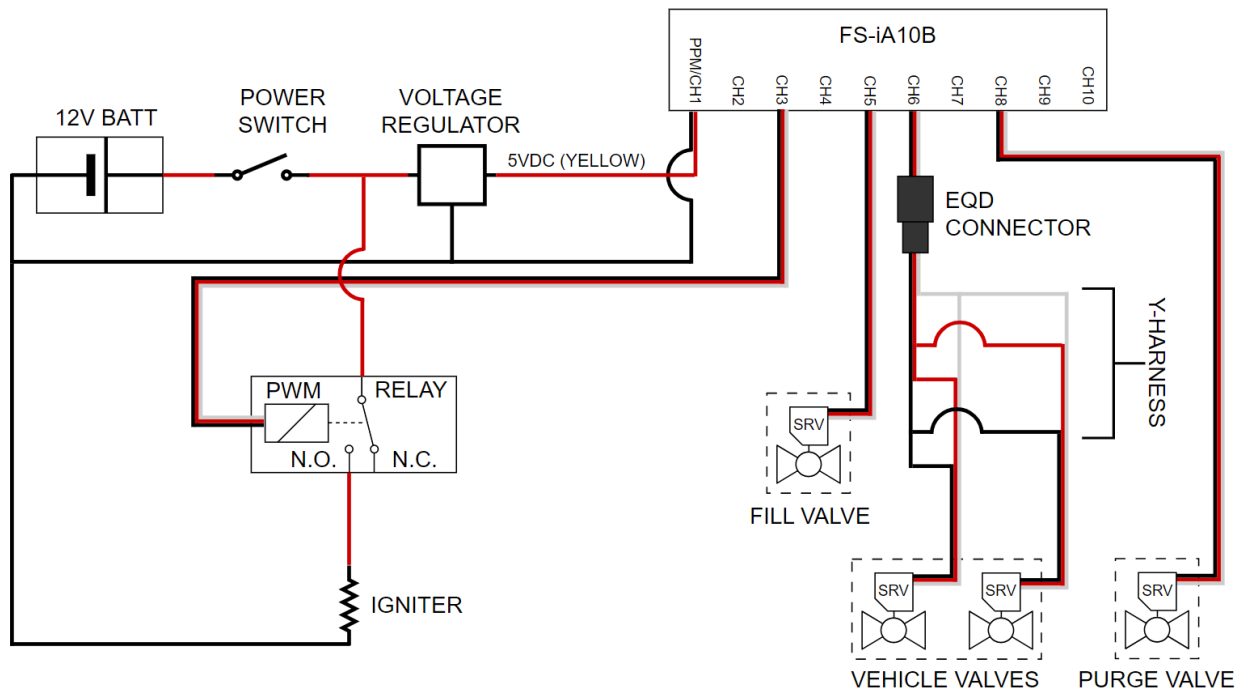 FS-iA10B
PPM/CH1
CH2
CH3
CH4
CH5
CH6
CH7
CH8
CH9
CH10
12V BATT
POWER
SWITCH
VOLTAGE
REGULATOR
5VDC (YELLOW)
EQD
CONNECTOR
Y-HARNESS
PWM
RELAY
N.O.
N.C.
IGNITER
SRV
FILL VALVE
SRV
SRV
VEHICLE VALVES
SRV
PURGE VALVE